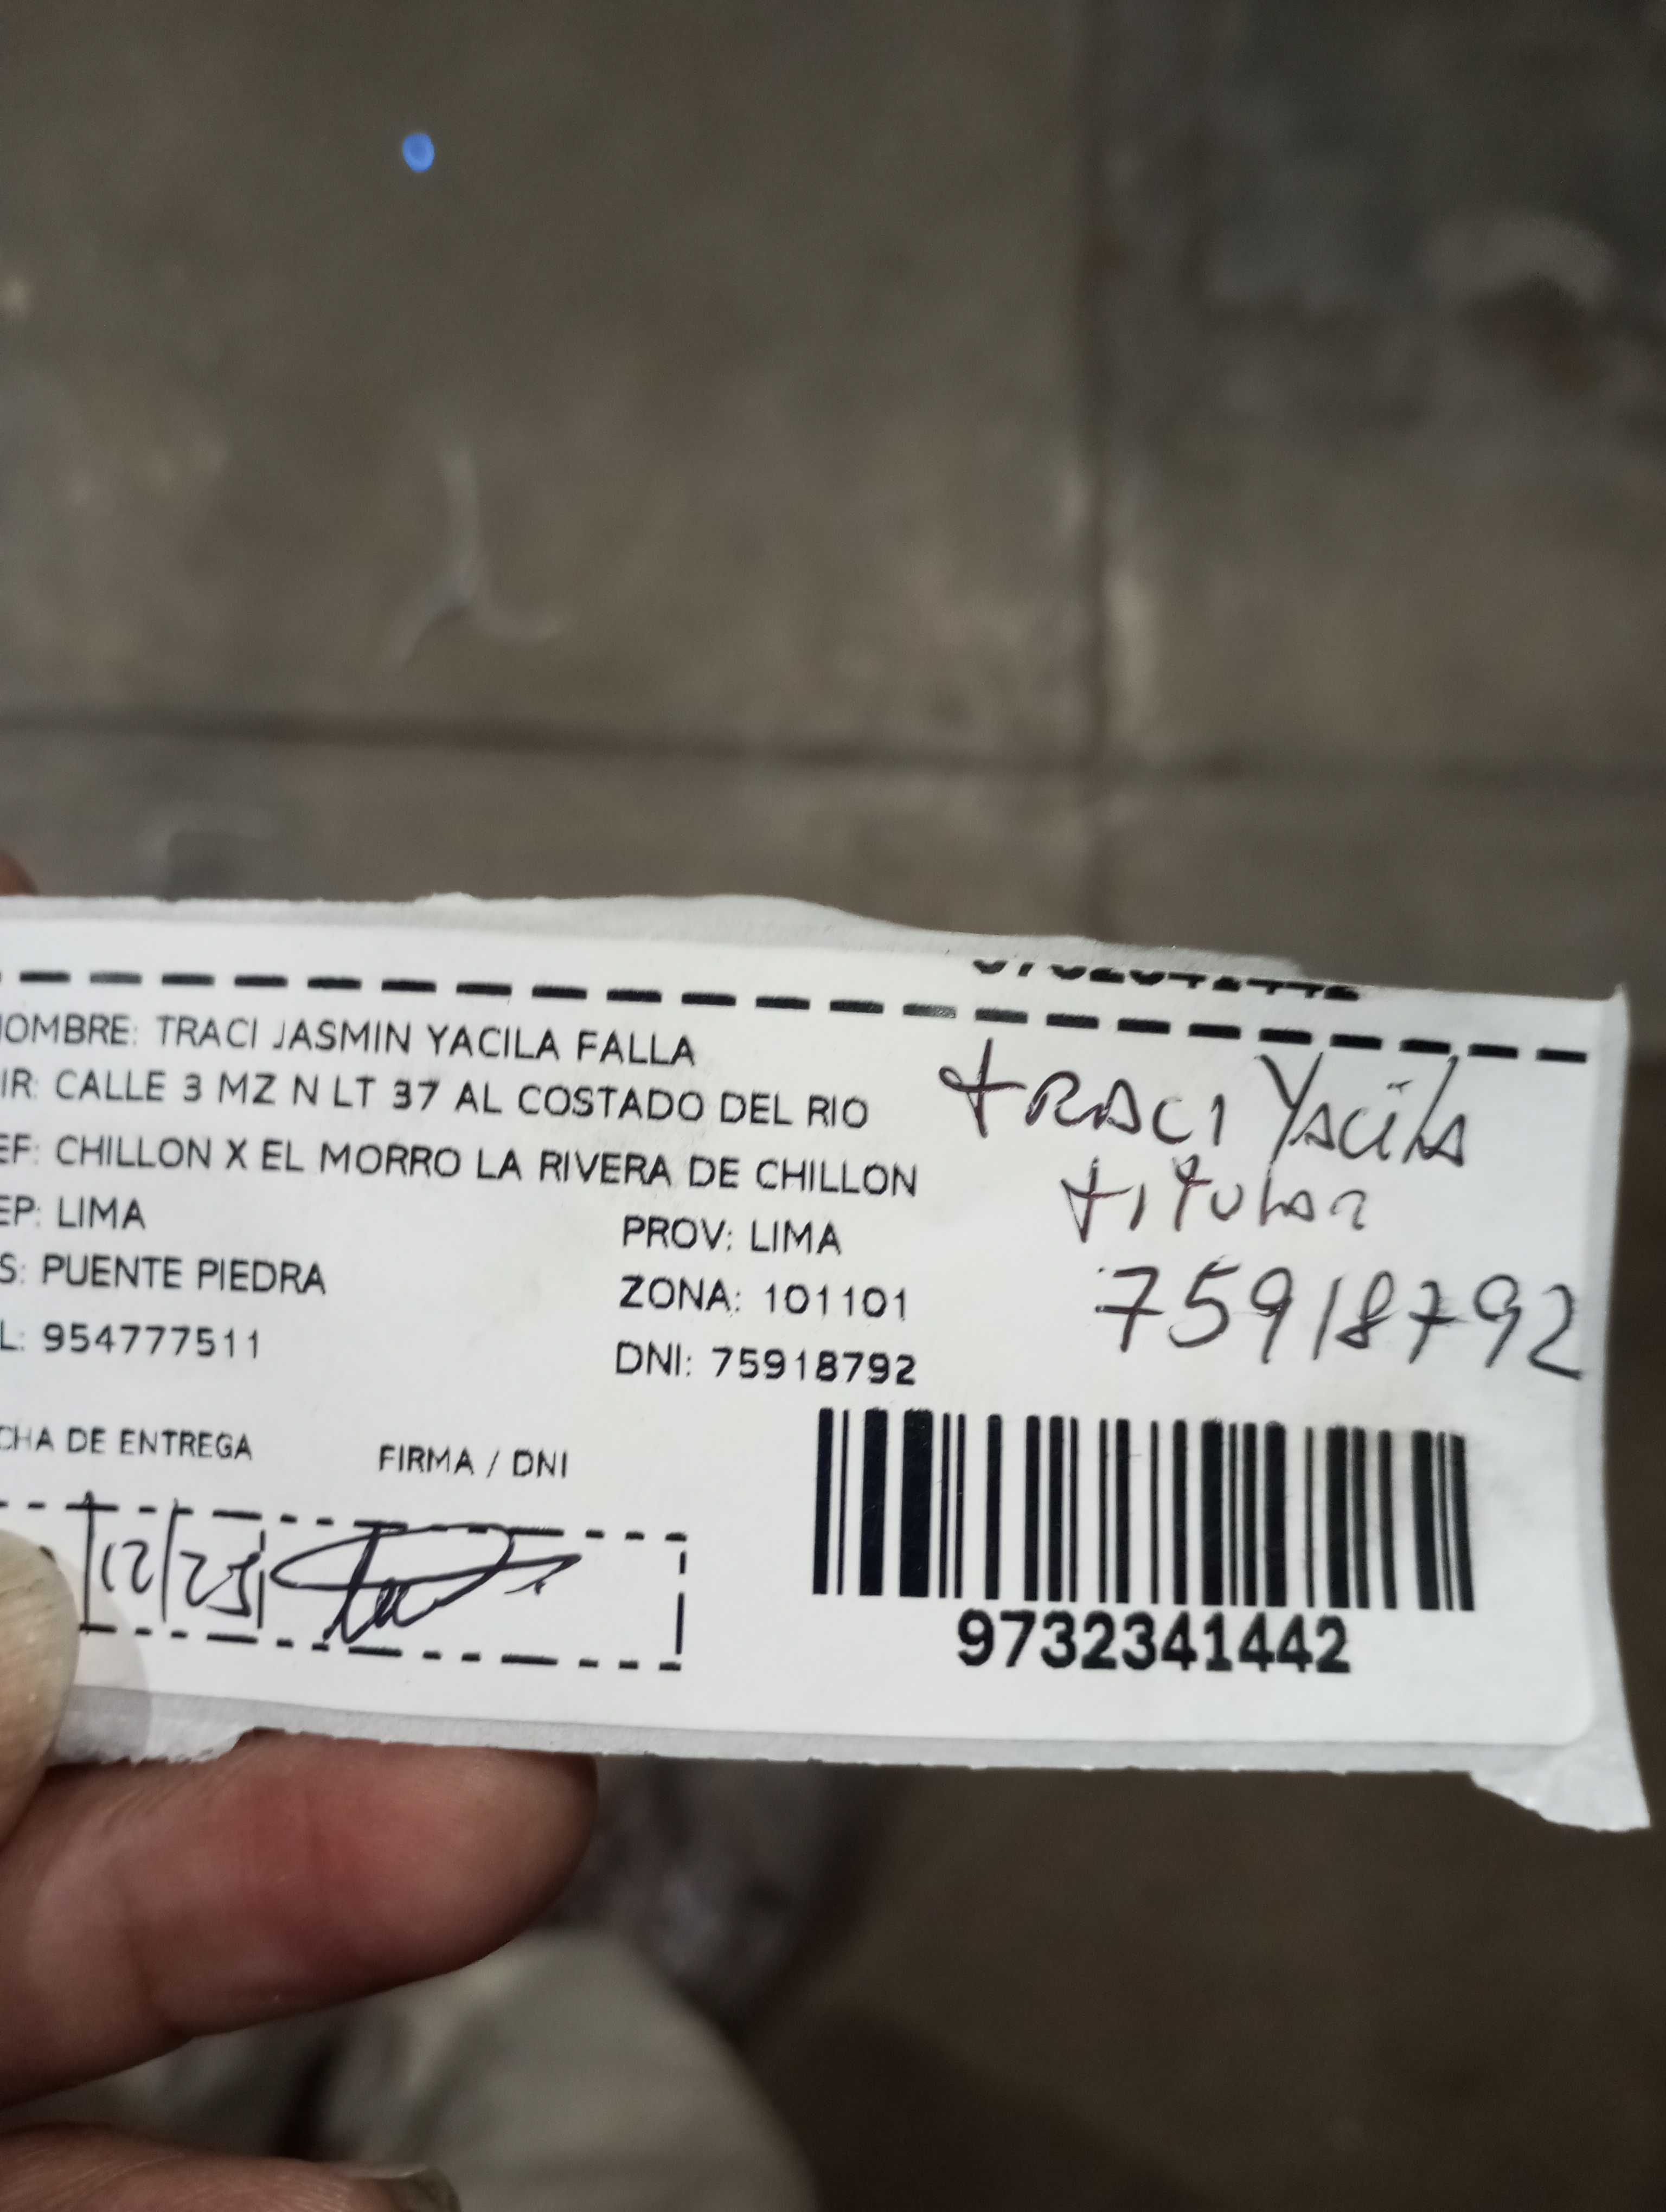 OMBRE: TRACI JASMIN YACILA FALLA
IR: CALLE 3 MZ N LT 37 AL COSTADO DEL RIO
EF: CHILLON X EL MORRO LA RIVERA DE CHILLON
EP: LIMA
PROV: LIMA
S: PUENTE PIEDRA
ZONA: 101101
L: 954777511
DNI: 75918792
CHA DE ENTREGA
FIRMA / DNI
12/25
TRACI YACILA
titular
75918792
9732341442